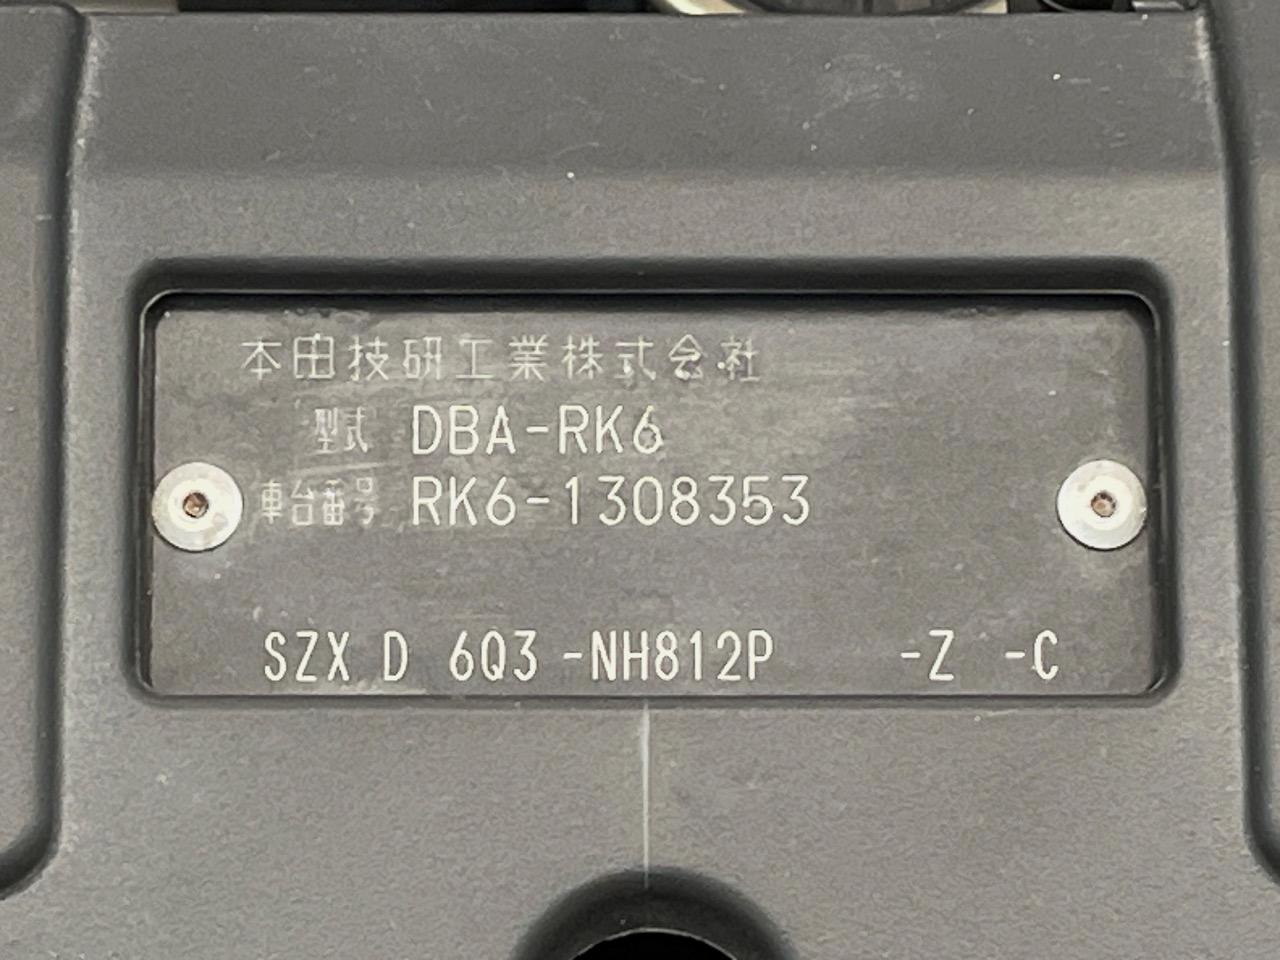 本田技研工業株式会社
型式 DBA-RK6
車台番号 RK6-1308353
SZX D 6Q3 -NH812P -Z -C